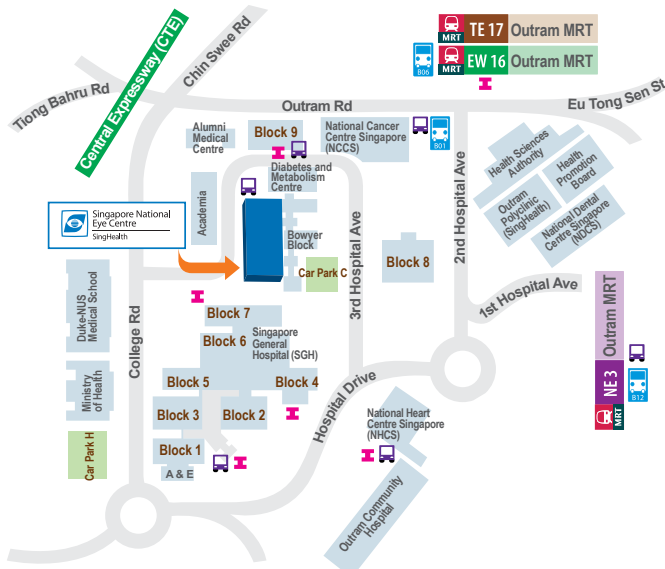 TE 17 Outram MRT
MRT
EW 16 Outram MRT
MRT
B06
Central Expressway (CTE)
Chin Swee Rd
Tiong Bahru Rd
Outram Rd
Eu Tong Sen St
Alumni
Medical
Centre
Block 9
National Cancer
Centre Singapore
(NCCS)
B01
Health Sciences
Authority
Health
Promotion
Board
Outram
Polyclinic
(SingHealth)
National Dental
Centre Singapore
(NDCS)
Diabetes and
Metabolism
Centre
Academia
Singapore National
Eye Centre
SingHealth
Bowyer
Block
Car Park C
3rd Hospital Ave
Block 8
2nd Hospital Ave
1st Hospital Ave
Duke-NUS
Medical School
College Rd
Block 7
Block 6
Singapore
General
Hospital (SGH)
Block 5
Block 4
Ministry
of Health
Block 3
Block 2
Hospital Drive
Outram MRT
NE 3
B12
MRT
National Heart
Centre Singapore
(NHCS)
Car Park H
Block 1
A & E
Outram Community
Hospital